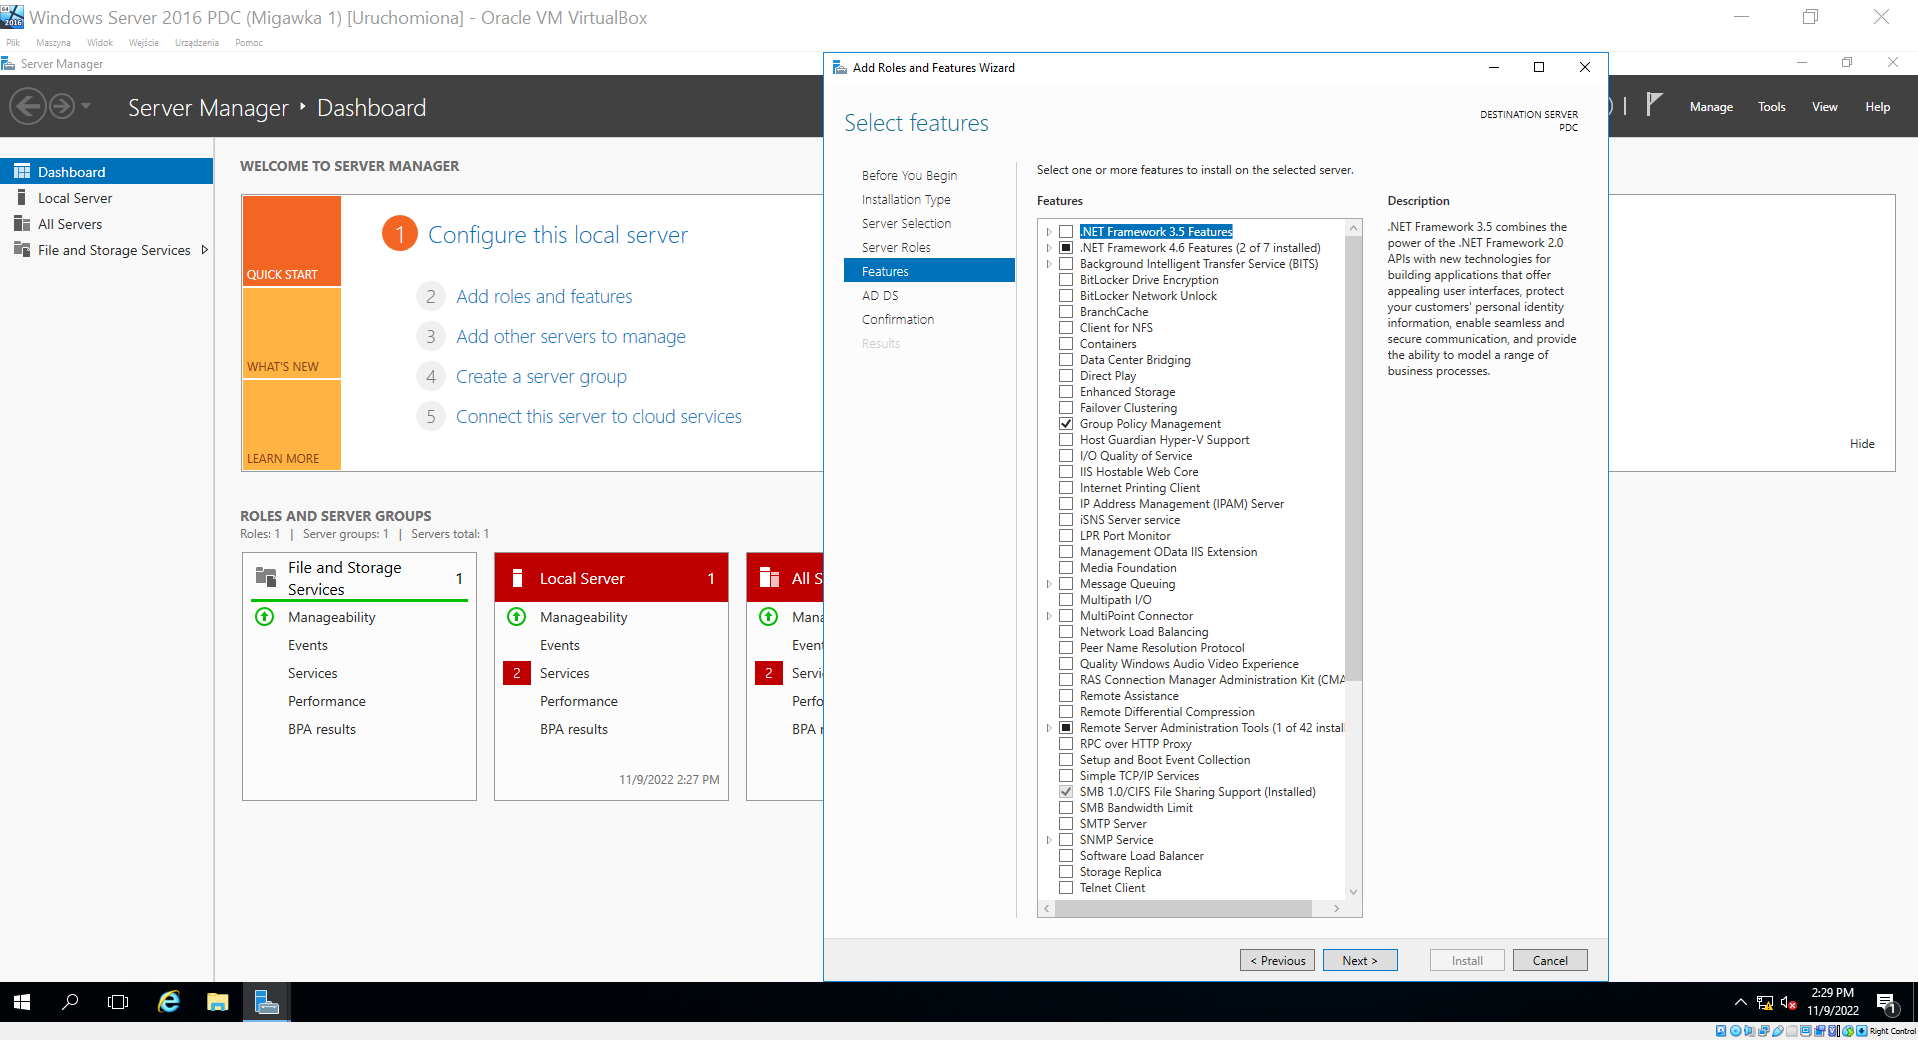 Windows Server 2016 PDC (Migawka 1) [Uruchomiona] - Oracle VM VirtualBox
Plik Maszyna Widok Wejście Urządzenia Pomoc
Server Manager
Server Manager Dashboard
Manage Tools View Help
Dashboard
Local Server
All Servers
File and Storage Services
WELCOME TO SERVER MANAGER
QUICK START
WHAT'S NEW
LEARN MORE
1 Configure this local server
2 Add roles and features
3 Add other servers to manage
4 Create a server group
5 Connect this server to cloud services
Hide
ROLES AND SERVER GROUPS
Roles: 1 | Server groups: 1 | Servers total: 1
File and Storage
Services 1
Manageability
Events
Services
Performance
BPA results
Local Server 1
Manageability
Events
2 Services
Performance
BPA results
11/9/2022 2:27 PM
All S
Mana
Event
2 Servi
Perfo
BPA r
Add Roles and Features Wizard
Select features
DESTINATION SERVER
PDC
Before You Begin
Installation Type
Server Selection
Server Roles
Features
AD DS
Confirmation
Results
Select one or more features to install on the selected server.
Features
.NET Framework 3.5 Features
.NET Framework 4.6 Features (2 of 7 installed)
Background Intelligent Transfer Service (BITS)
BitLocker Drive Encryption
BitLocker Network Unlock
BranchCache
Client for NFS
Containers
Data Center Bridging
Direct Play
Enhanced Storage
Failover Clustering
Group Policy Management
Host Guardian Hyper-V Support
I/O Quality of Service
IIS Hostable Web Core
Internet Printing Client
IP Address Management (IPAM) Server
iSNS Server service
LPR Port Monitor
Management OData IIS Extension
Media Foundation
Message Queuing
Multipath I/O
MultiPoint Connector
Network Load Balancing
Peer Name Resolution Protocol
Quality Windows Audio Video Experience
RAS Connection Manager Administration Kit (CMA
Remote Assistance
Remote Differential Compression
Remote Server Administration Tools (1 of 42 instal
RPC over HTTP Proxy
Setup and Boot Event Collection
Simple TCP/IP Services
SMB 1.0/CIFS File Sharing Support (Installed)
SMB Bandwidth Limit
SMTP Server
SNMP Service
Software Load Balancer
Storage Replica
Telnet Client
Description
.NET Framework 3.5 combines the
power of the .NET Framework 2.0
APIs with new technologies for
building applications that offer
appealing user interfaces, protect
your customers' personal identity
information, enable seamless and
secure communication, and provide
the ability to model a range of
business processes.
< Previous Next > Install Cancel
2:29 PM
11/9/2022
1
Right Control